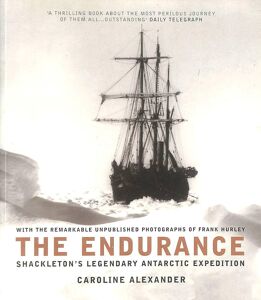 'A THRILLING BOOK ABOUT THE MOST PERILOUS JOURNEY
OF THEM ALL...OUTSTANDING' DAILY TELEGRAPH
WITH THE REMARKABLE UNPUBLISHED PHOTOGRAPHS OF FRANK HURLEY
THE ENDURANCE
SHACKLETON'S LEGENDARY ANTARCTIC EXPEDITION
CAROLINE ALEXANDER